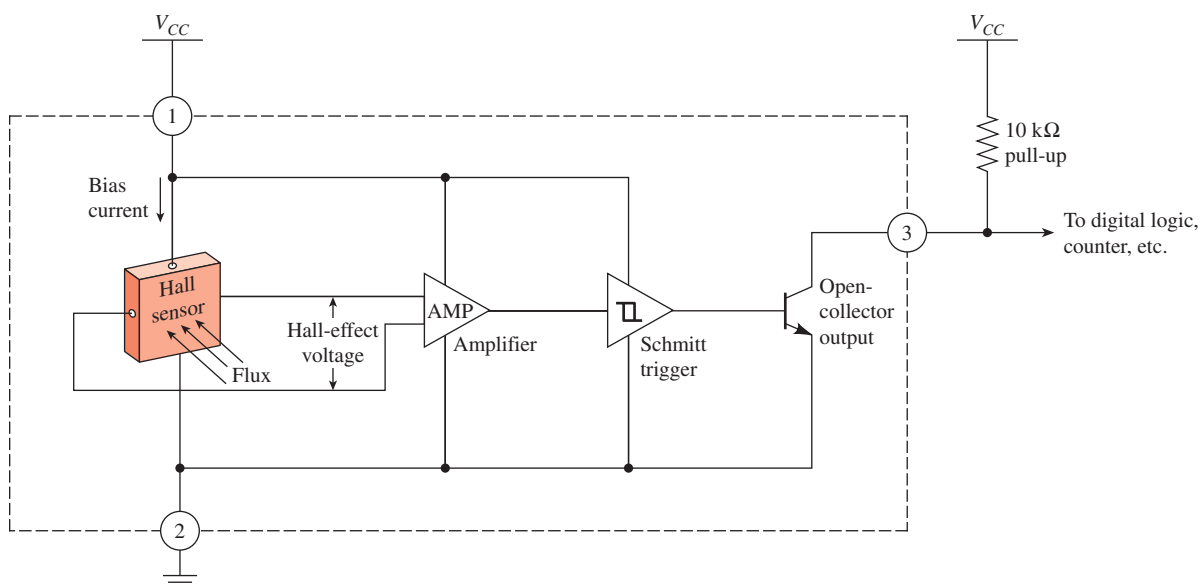 V_CC
V_CC
1
10 kΩ
pull-up
Bias
current
3
To digital logic,
counter, etc.
Hall
sensor
AMP
Open-
collector
output
Hall-effect
voltage
Amplifier
Schmitt
trigger
Flux
2